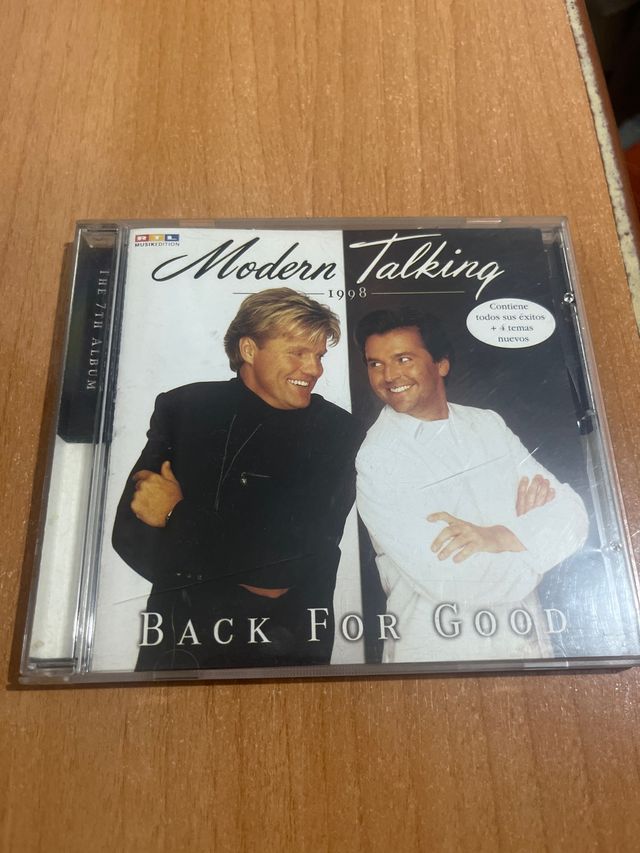 RTL
MUSIKEDITION
Modern Talking
1998
Contiene
todos sus éxitos
+ 4 temas
nuevos
THE 7TH ALBUM
BACK FOR GOOD